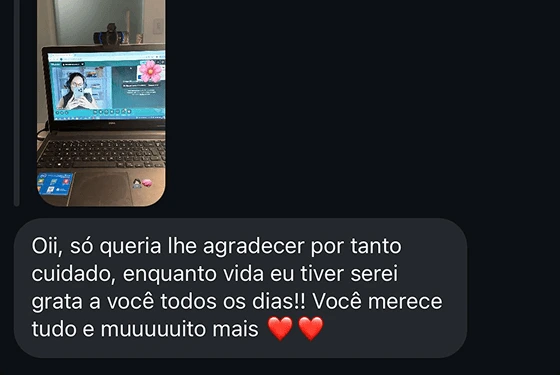 Oii, só queria lhe agradecer por tanto
cuidado, enquanto vida eu tiver serei
grata a você todos os dias!! Você merece
tudo e muuuuuito mais ❤️❤️